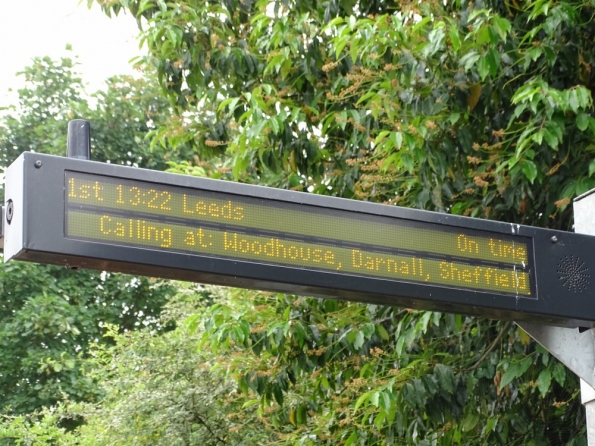 1st 13:22 Leeds On time
Calling at: Woodhouse, Darnall, Sheffield